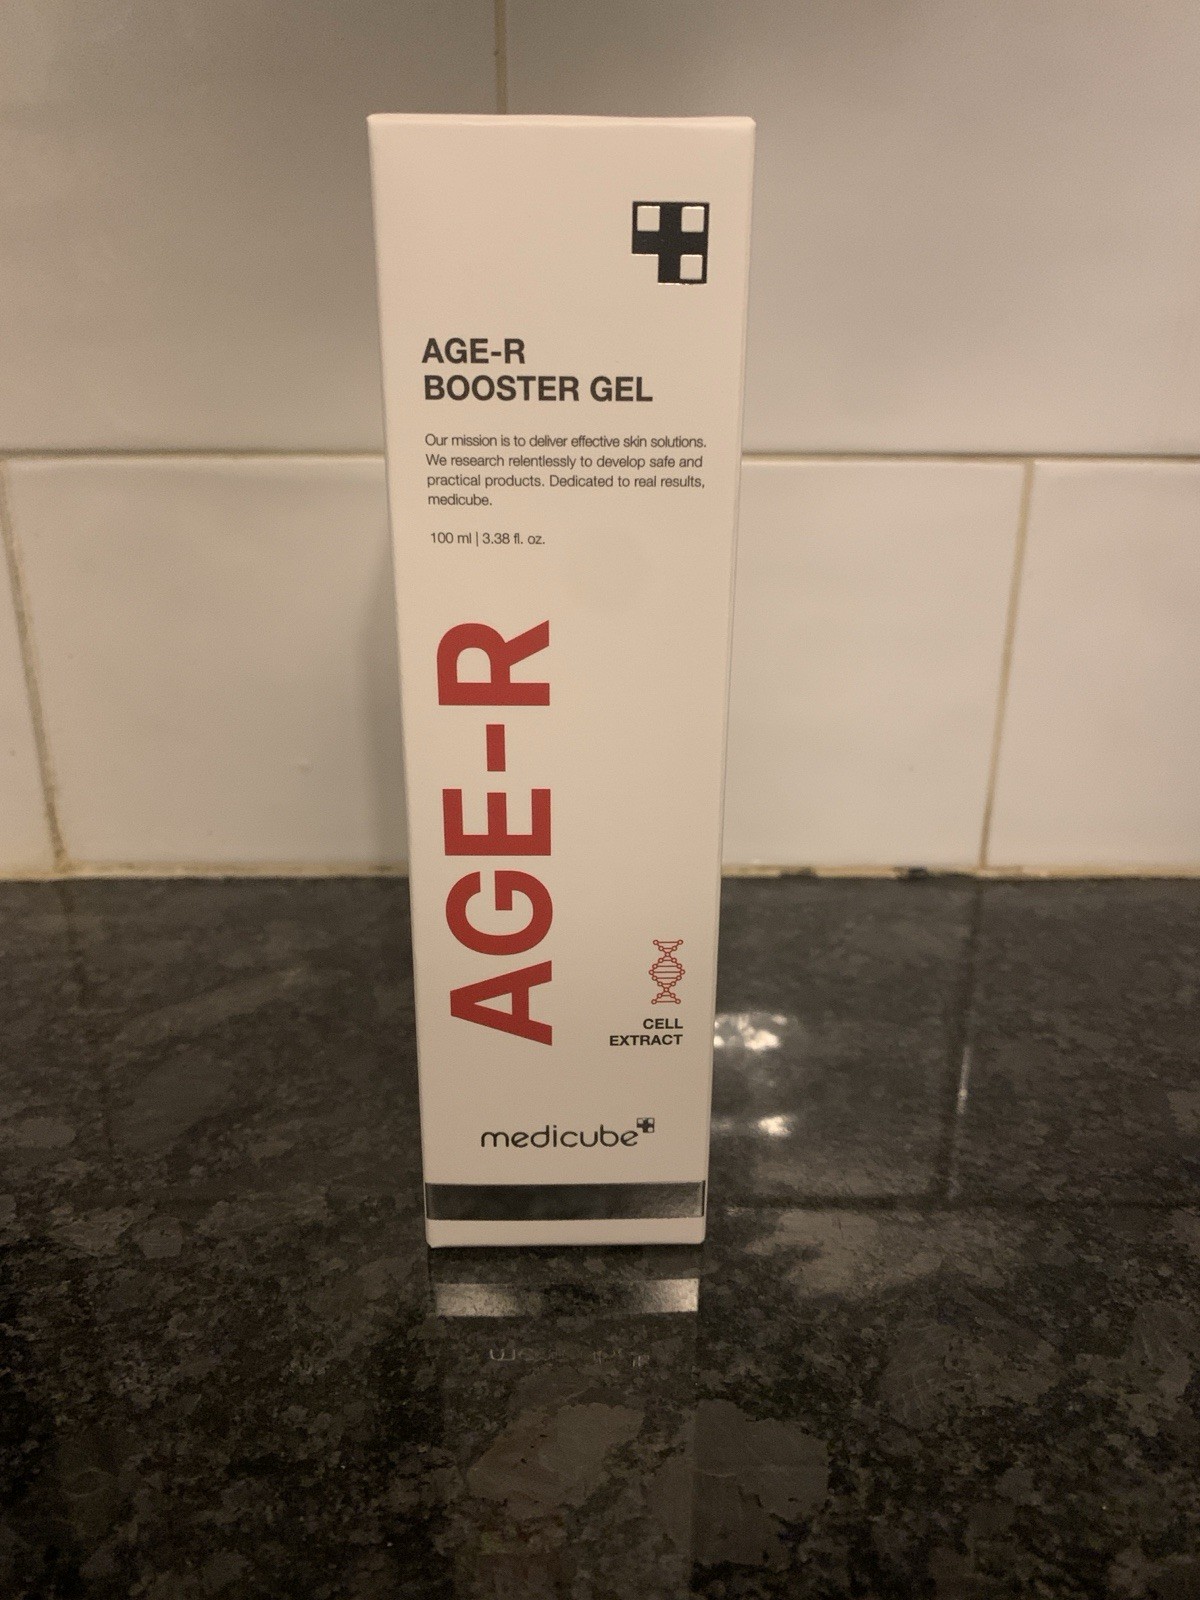 AGE-R
BOOSTER GEL
Our mission is to deliver effective skin solutions.
We research relentlessly to develop safe and
practical products. Dedicated to real results,
medicube.
100 ml | 3.38 fl. oz.
AGE-R
CELL
EXTRACT
medicube